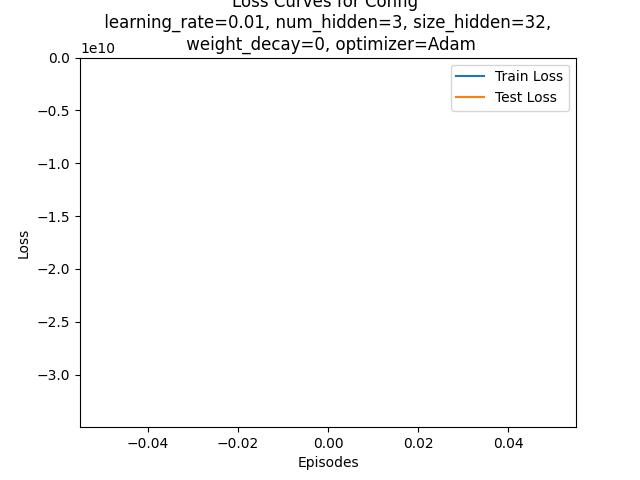 Loss Curves for Config
learning_rate=0.01, num_hidden=3, size_hidden=32,
weight_decay=0, optimizer=Adam
1e10
0.0
−0.5
−1.0
−1.5
−2.0
−2.5
−3.0
Loss
Train Loss
Test Loss
−0.04
−0.02
0.00
0.02
0.04
Episodes